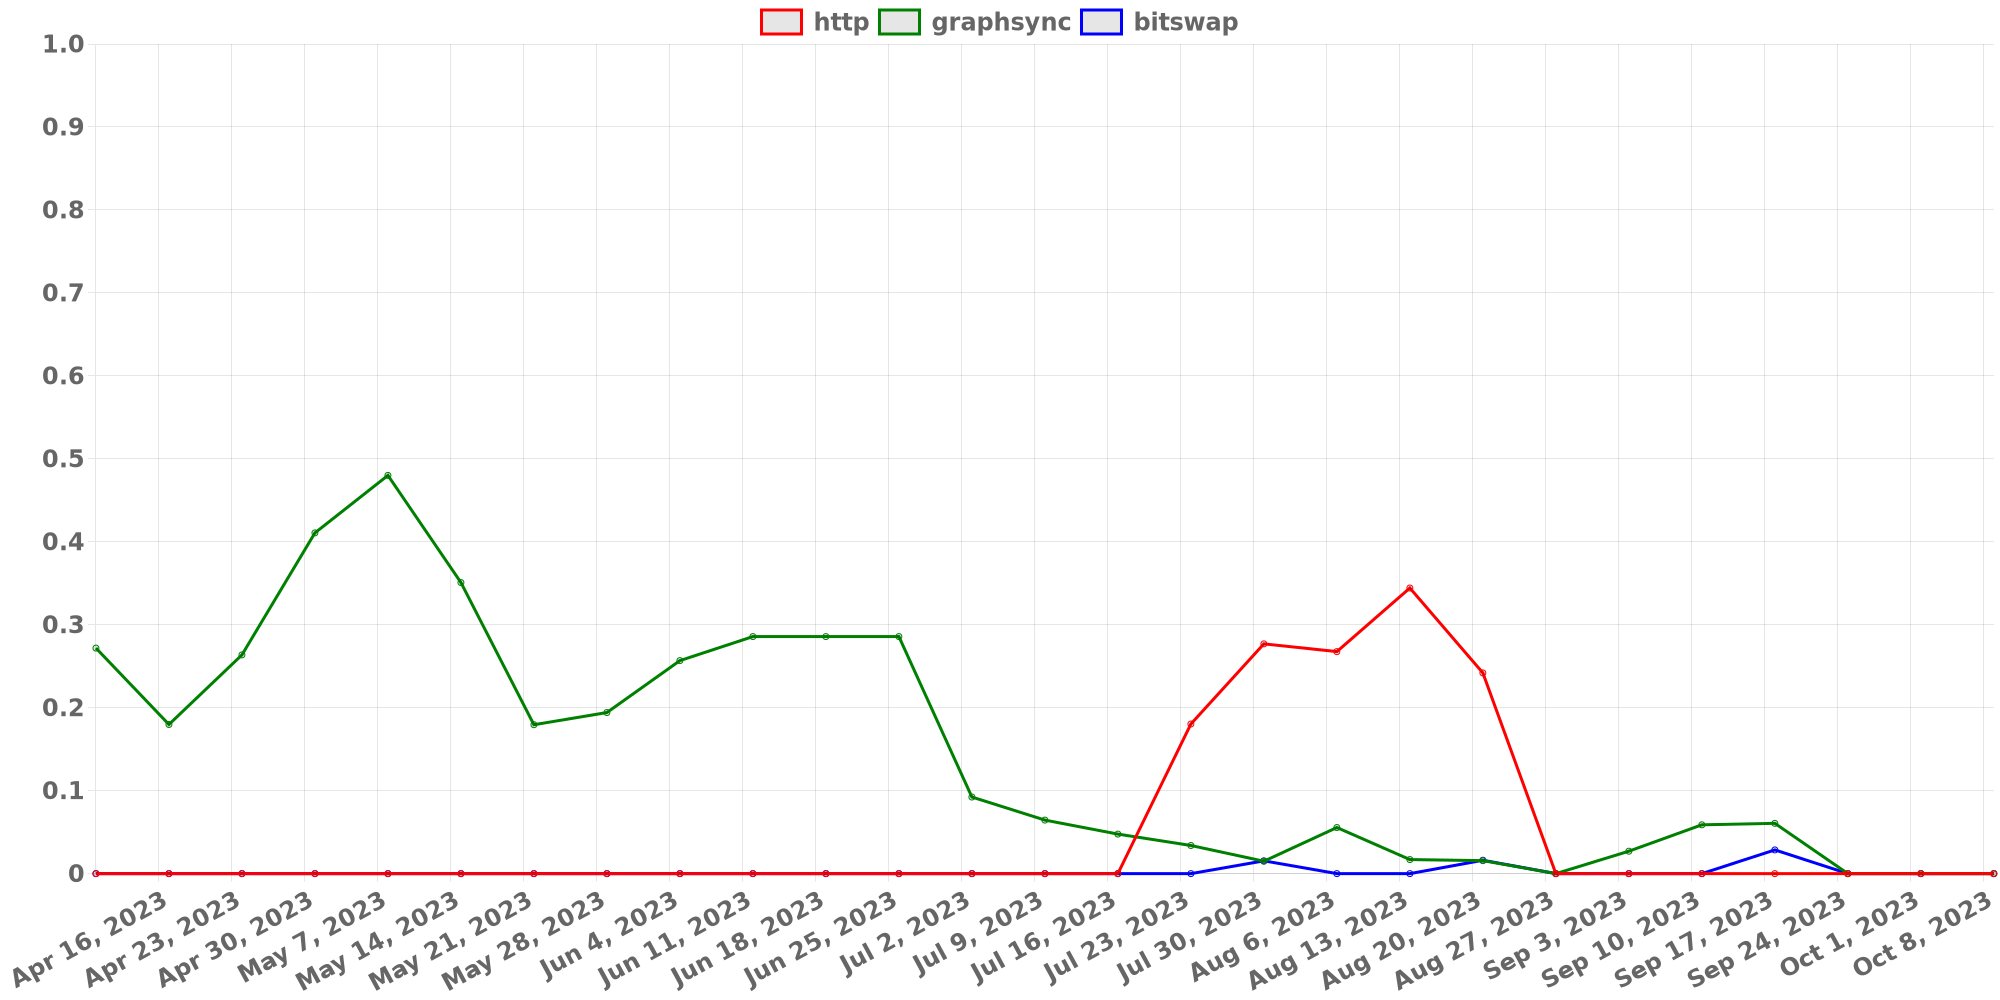 http graphsync bitswap
1.0
0.9
0.8
0.7
0.6
0.5
0.4
0.3
0.2
0.1
0
Apr 16, 2023
Apr 23, 2023
Apr 30, 2023
May 7, 2023
May 14, 2023
May 21, 2023
May 28, 2023
Jun 4, 2023
Jun 11, 2023
Jun 18, 2023
Jun 25, 2023
Jul 2, 2023
Jul 9, 2023
Jul 16, 2023
Jul 23, 2023
Jul 30, 2023
Aug 6, 2023
Aug 13, 2023
Aug 20, 2023
Aug 27, 2023
Sep 3, 2023
Sep 10, 2023
Sep 17, 2023
Sep 24, 2023
Oct 1, 2023
Oct 8, 2023